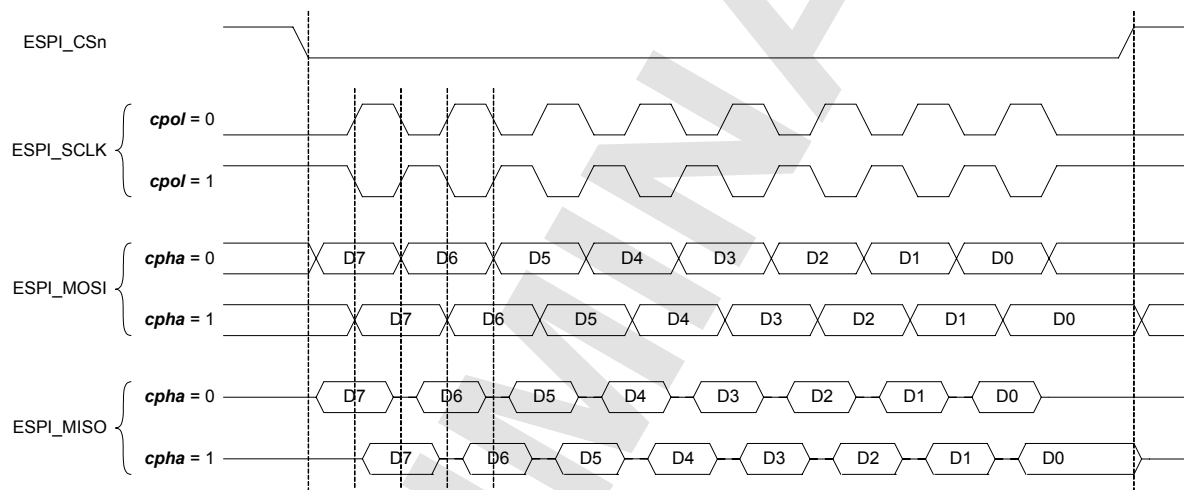 ESPI_CSn
cpol = 0
ESPI_SCLK
cpol = 1
cpha = 0 D7 D6 D5 D4 D3 D2 D1 D0
ESPI_MOSI
cpha = 1 D7 D6 D5 D4 D3 D2 D1 D0
cpha = 0 D7 D6 D5 D4 D3 D2 D1 D0
ESPI_MISO
cpha = 1 D7 D6 D5 D4 D3 D2 D1 D0